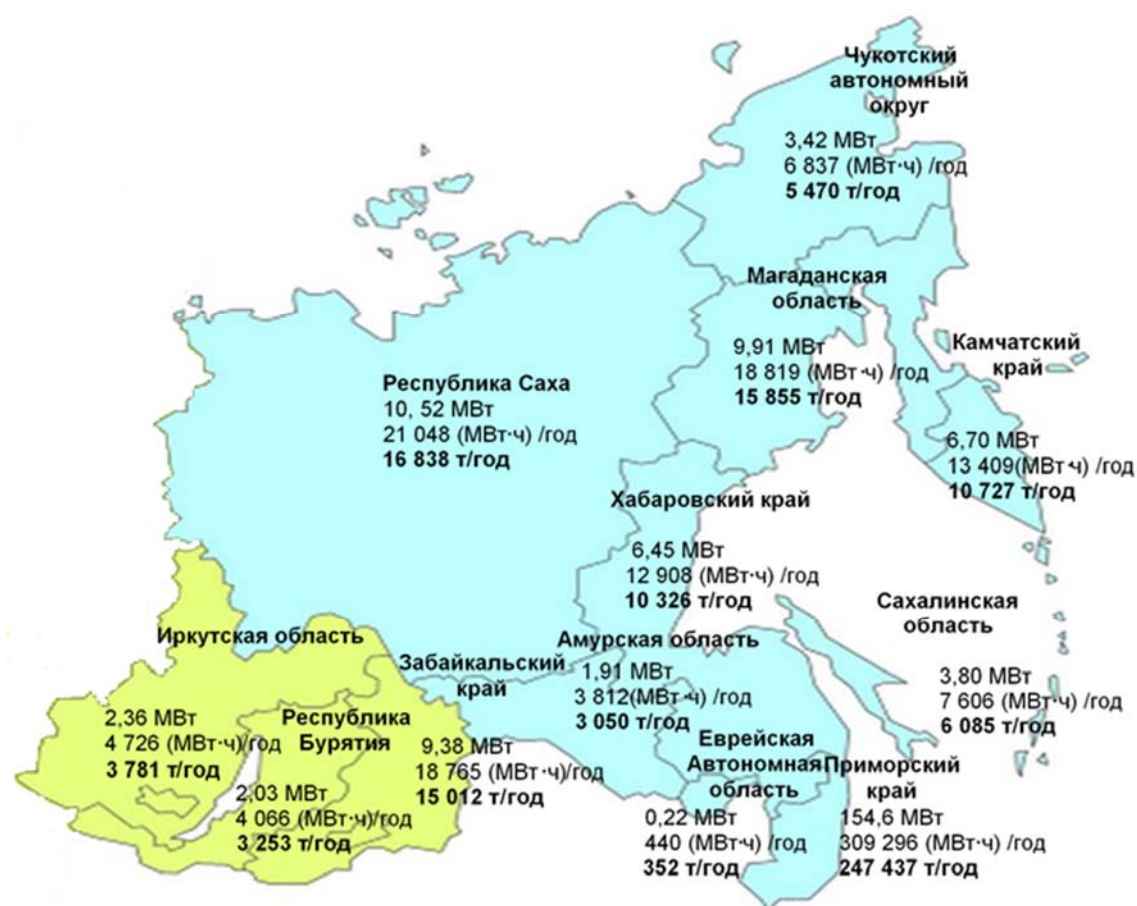 Чукотский
автономный
округ
3,42 МВт
6 837 (МВт·ч) /год
5 470 т/год
Магаданская
область
9,91 МВт
18 819 (МВт·ч) /год
15 855 т/год
Камчатский
край
6,70 МВт
13 409(МВт·ч) /год
10 727 т/год
Республика Саха
10, 52 МВт
21 048 (МВт·ч) /год
16 838 т/год
Хабаровский край
6,45 МВт
12 908 (МВт·ч) /год
10 326 т/год
Сахалинская
область
3,80 МВт
7 606 (МВт·ч) /год
6 085 т/год
Иркутская область
2,36 МВт
4 726 (МВт·ч)/год
3 781 т/год
Республика
Бурятия
2,03 МВт
4 066 (МВт·ч)/год
3 253 т/год
Забайкальский
край
9,38 МВт
18 765 (МВт·ч)/год
15 012 т/год
Амурская область
1,91 МВт
3 812(МВт·ч) /год
3 050 т/год
Еврейская
Автономная
область
0,22 МВт
440 (МВт·ч) /год
352 т/год
Приморский
край
154,6 МВт
309 296 (МВт·ч) /год
247 437 т/год